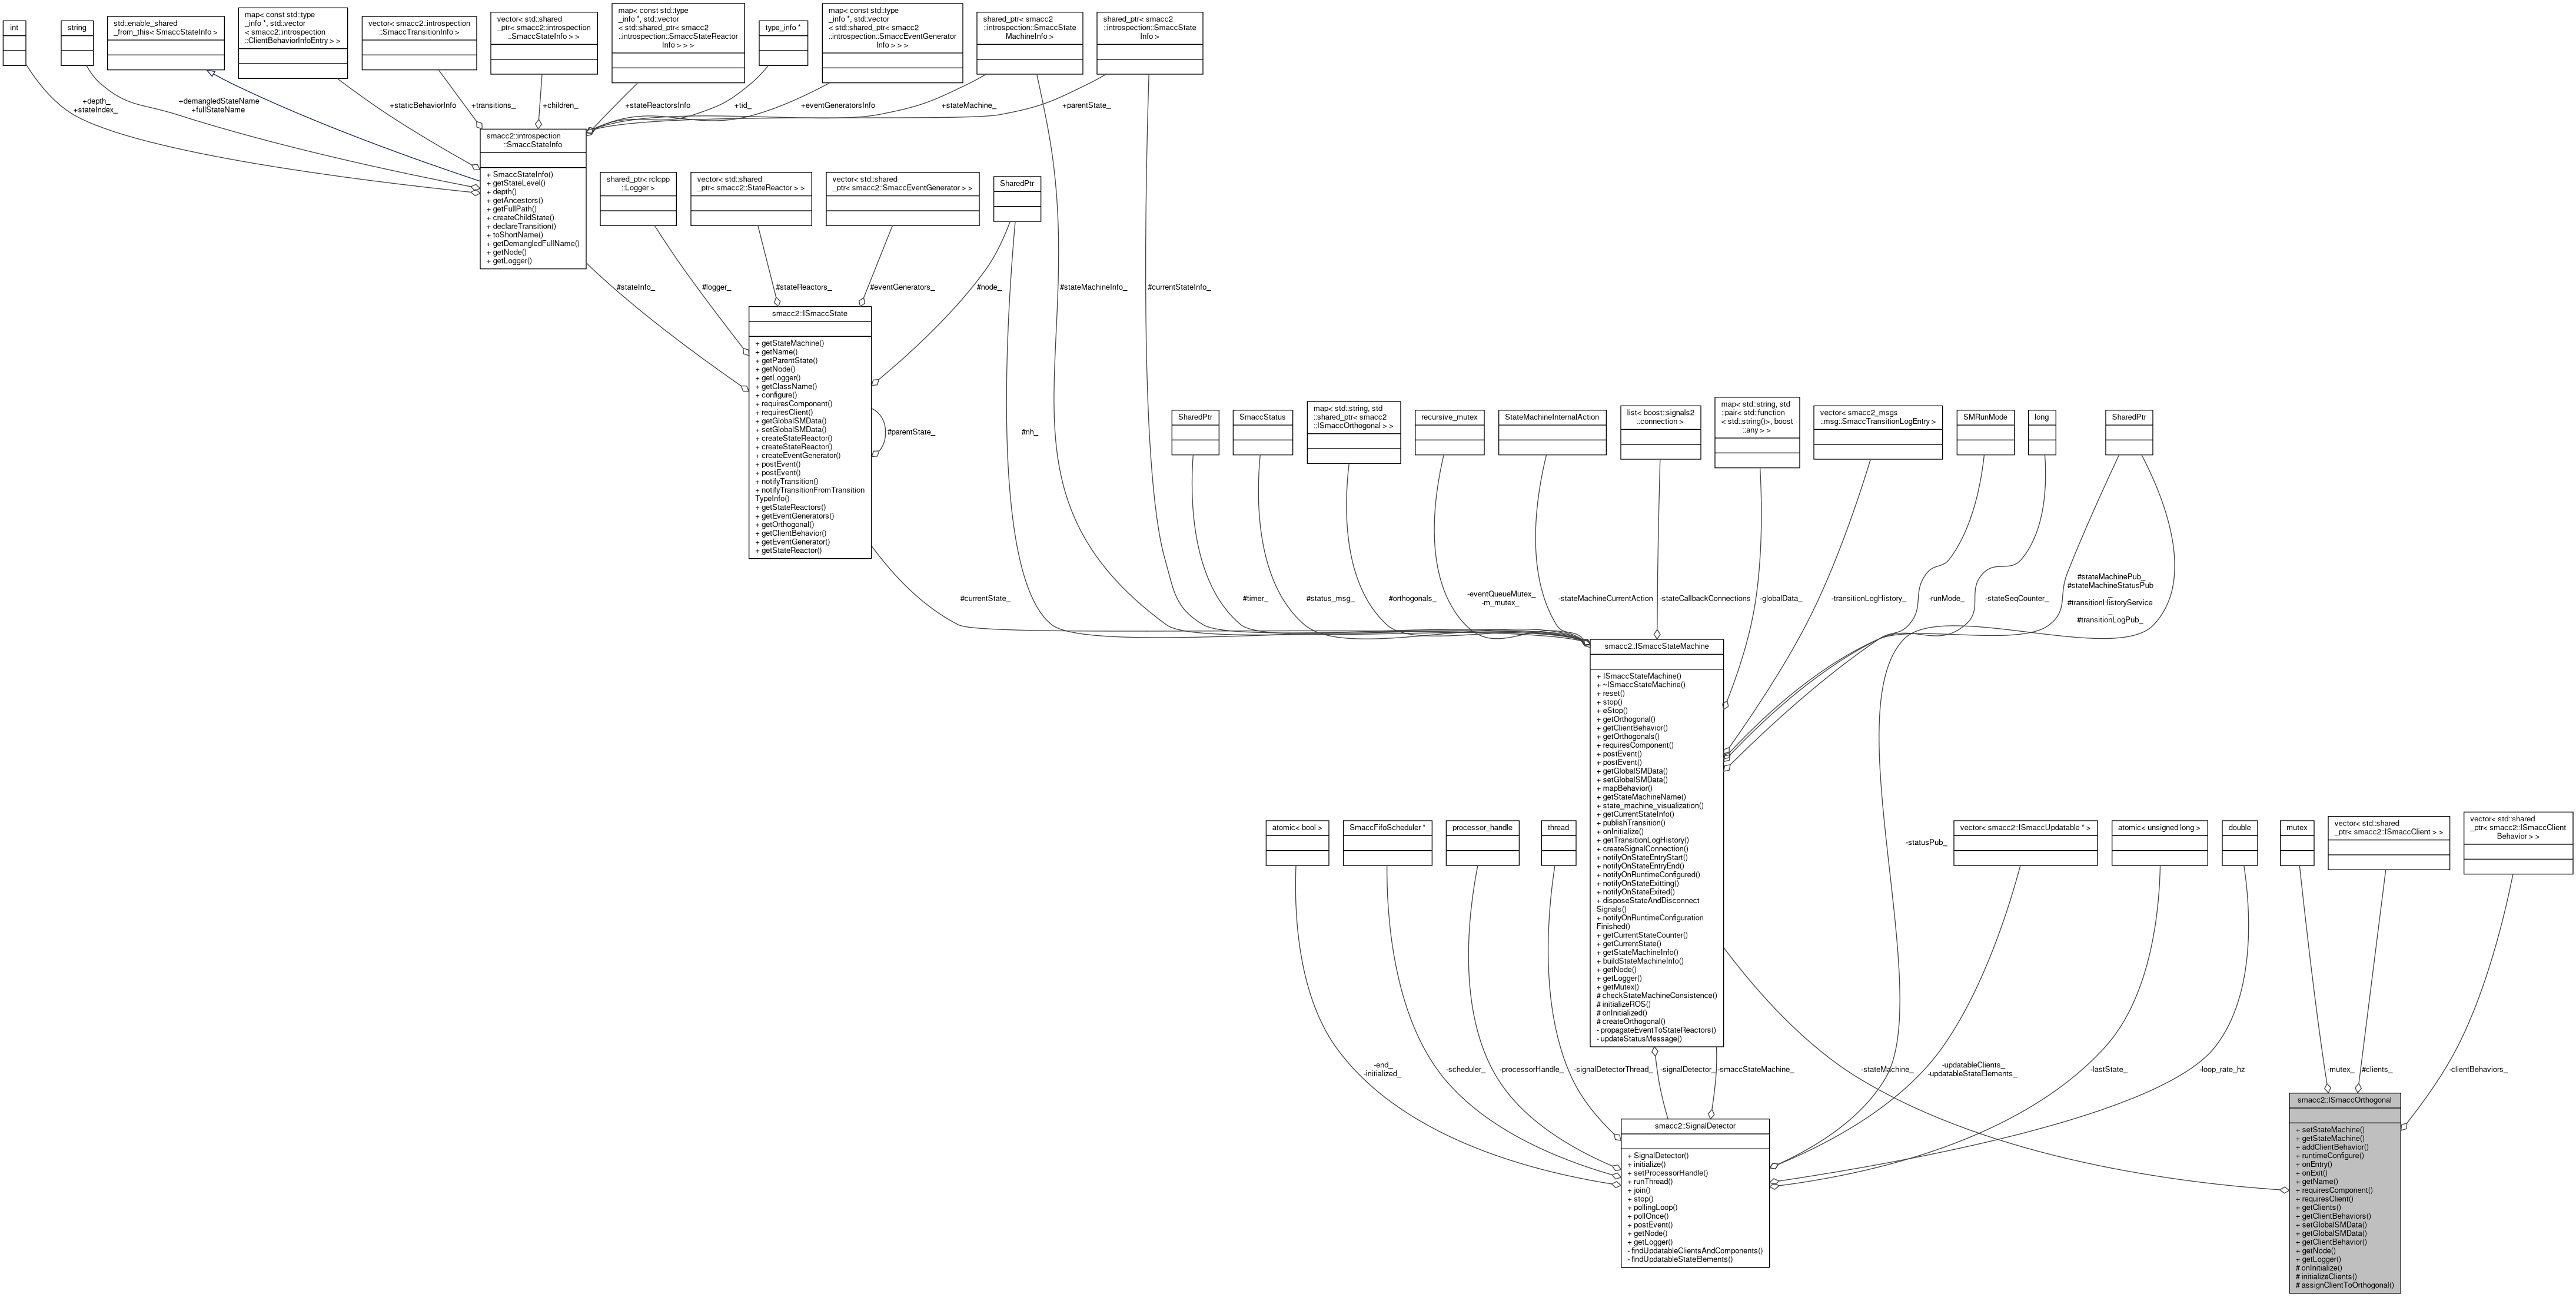 int
string
std::enable_shared
_from_this< SmaccStateInfo >
map< const std::type
_info *, std::vector
< smacc2::introspection
::ClientBehaviorInfoEntry > >
vector< smacc2::introspection
::SmaccTransitionInfo >
vector< std::shared
_ptr< smacc2::introspection
::SmaccStateInfo > >
map< const std::type
_info *, std::vector
< std::shared_ptr< smacc2
::introspection::SmaccStateReactor
Info > > >
type_info *
map< const std::type
_info *, std::vector
< std::shared_ptr< smacc2
::introspection::SmaccEventGenerator
Info > > >
shared_ptr< smacc2
::introspection::SmaccState
MachineInfo >
shared_ptr< smacc2
::introspection::SmaccState
Info >
+depth_
+stateIndex_
+demangledStateName
+fullStateName
+staticBehaviorInfo
+transitions_
+children_
+stateReactorsInfo
+tid_
+eventGeneratorsInfo
+stateMachine_
+parentState_
smacc2::introspection
::SmaccStateInfo
+ SmaccStateInfo()
+ getStateLevel()
+ depth()
+ getAncestors()
+ getFullPath()
+ createChildState()
+ declareTransition()
+ toShortName()
+ getDemangledFullName()
+ getNode()
+ getLogger()
shared_ptr< rclcpp
::Logger >
vector< std::shared
_ptr< smacc2::StateReactor > >
vector< std::shared
_ptr< smacc2::SmaccEventGenerator > >
SharedPtr
#stateInfo_
#logger_
#stateReactors_
#eventGenerators_
#node_
#stateMachineInfo_
#currentStateInfo_
smacc2::ISmaccState
+ getStateMachine()
+ getName()
+ getParentState()
+ getNode()
+ getLogger()
+ getClassName()
+ configure()
+ requiresComponent()
+ requiresClient()
+ getGlobalSMData()
+ setGlobalSMData()
+ createStateReactor()
+ createStateReactor()
+ createEventGenerator()
+ postEvent()
+ postEvent()
+ notifyTransition()
+ notifyTransitionFromTransition
TypeInfo()
+ getStateReactors()
+ getEventGenerators()
+ getOrthogonal()
+ getClientBehavior()
+ getEventGenerator()
+ getStateReactor()
#parentState_
#nh_
SharedPtr
SmaccStatus
map< std::string, std
::shared_ptr< smacc2
::ISmaccOrthogonal > >
recursive_mutex
StateMachineInternalAction
list< boost::signals2
::connection >
map< std::string, std
::pair< std::function
< std::string()>, boost
::any > >
vector< smacc2_msgs
::msg::SmaccTransitionLogEntry >
SMRunMode
long
SharedPtr
#currentState_
#timer_
#status_msg_
#orthogonals_
-eventQueueMutex_
-m_mutex_
-stateMachineCurrentAction
-stateCallbackConnections
-globalData_
-transitionLogHistory_
-runMode_
-stateSeqCounter_
#stateMachinePub_
#stateMachineStatusPub
_
#transitionHistoryService
_
#transitionLogPub_
smacc2::ISmaccStateMachine
+ ISmaccStateMachine()
+ ~ISmaccStateMachine()
+ reset()
+ stop()
+ eStop()
+ getOrthogonal()
+ getClientBehavior()
+ getOrthogonals()
+ requiresComponent()
+ postEvent()
+ postEvent()
+ getGlobalSMData()
+ setGlobalSMData()
+ mapBehavior()
+ getStateMachineName()
+ state_machine_visualization()
+ getCurrentStateInfo()
+ publishTransition()
+ onInitialize()
+ getTransitionLogHistory()
+ createSignalConnection()
+ notifyOnStateEntryStart()
+ notifyOnStateEntryEnd()
+ notifyOnRuntimeConfigured()
+ notifyOnStateExitting()
+ notifyOnStateExited()
+ disposeStateAndDisconnect
Signals()
+ notifyOnRuntimeConfiguration
Finished()
+ getCurrentStateCounter()
+ getCurrentState()
+ getStateMachineInfo()
+ buildStateMachineInfo()
+ getNode()
+ getLogger()
+ getMutex()
# checkStateMachineConsistence()
# initializeROS()
# onInitialized()
# createOrthogonal()
- propagateEventToStateReactors()
- updateStatusMessage()
atomic< bool >
SmaccFifoScheduler *
processor_handle
thread
-statusPub_
vector< smacc2::ISmaccUpdatable * >
atomic< unsigned long >
double
mutex
vector< std::shared
_ptr< smacc2::ISmaccClient > >
vector< std::shared
_ptr< smacc2::ISmaccClient
Behavior > >
-end_
-initialized_
-scheduler_
-processorHandle_
-signalDetectorThread_
-signalDetector_
-smaccStateMachine_
-stateMachine_
-updatableClients_
-updatableStateElements_
-lastState_
-loop_rate_hz
-mutex_
#clients_
-clientBehaviors_
smacc2::SignalDetector
+ SignalDetector()
+ initialize()
+ setProcessorHandle()
+ runThread()
+ join()
+ stop()
+ pollingLoop()
+ pollOnce()
+ postEvent()
+ getNode()
+ getLogger()
- findUpdatableClientsAndComponents()
- findUpdatableStateElements()
smacc2::ISmaccOrthogonal
+ setStateMachine()
+ getStateMachine()
+ addClientBehavior()
+ runtimeConfigure()
+ onEntry()
+ onExit()
+ getName()
+ requiresComponent()
+ requiresClient()
+ getClients()
+ getClientBehaviors()
+ setGlobalSMData()
+ getGlobalSMData()
+ getClientBehavior()
+ getNode()
+ getLogger()
# onInitialize()
# initializeClients()
# assignClientToOrthogonal()